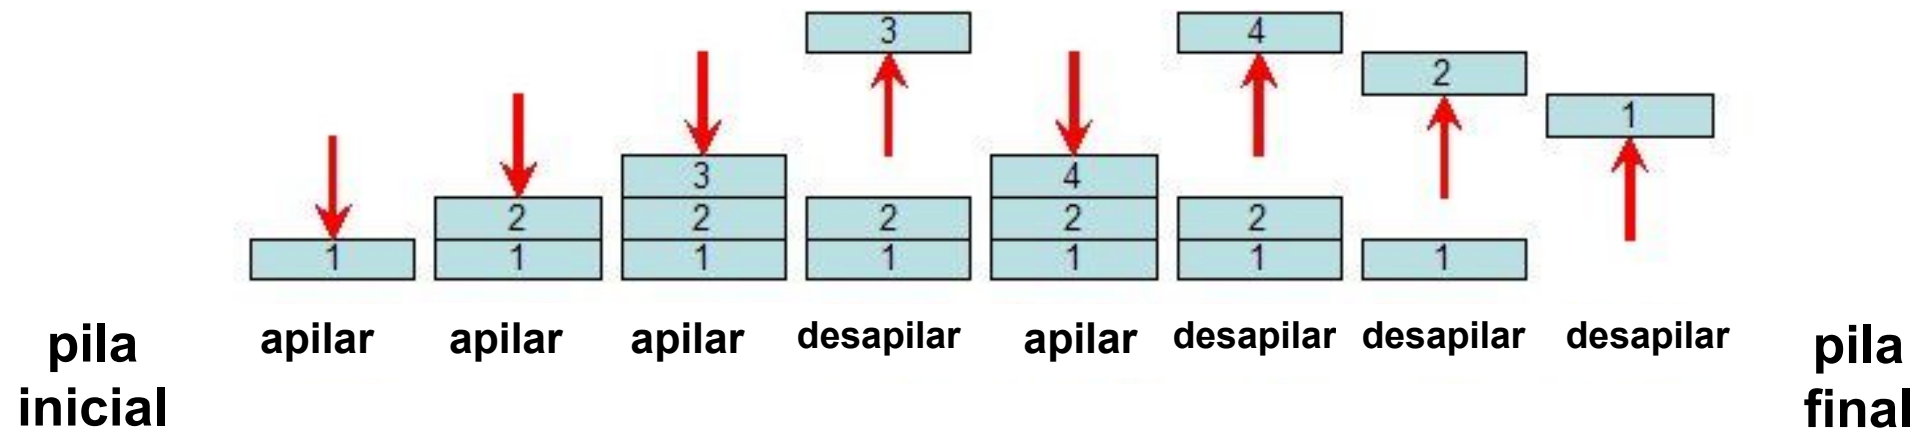 3 4
2
1
3 4
2 2 2 2 2
1 1 1 1 1 1 1
apilar apilar apilar desapilar apilar desapilar desapilar desapilar
pila inicial
pila final